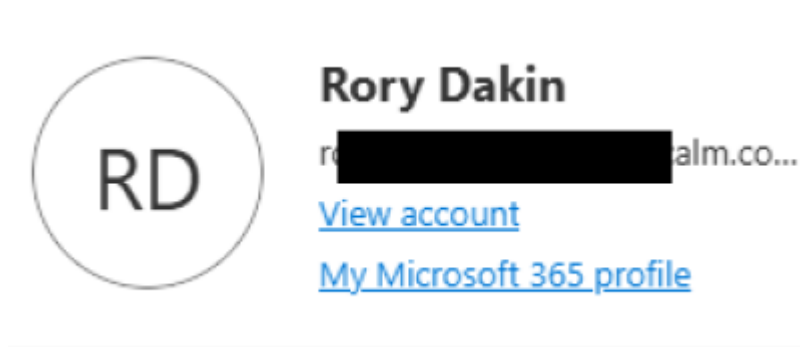 RD
Rory Dakin
alm.co...
View account
My Microsoft 365 profile